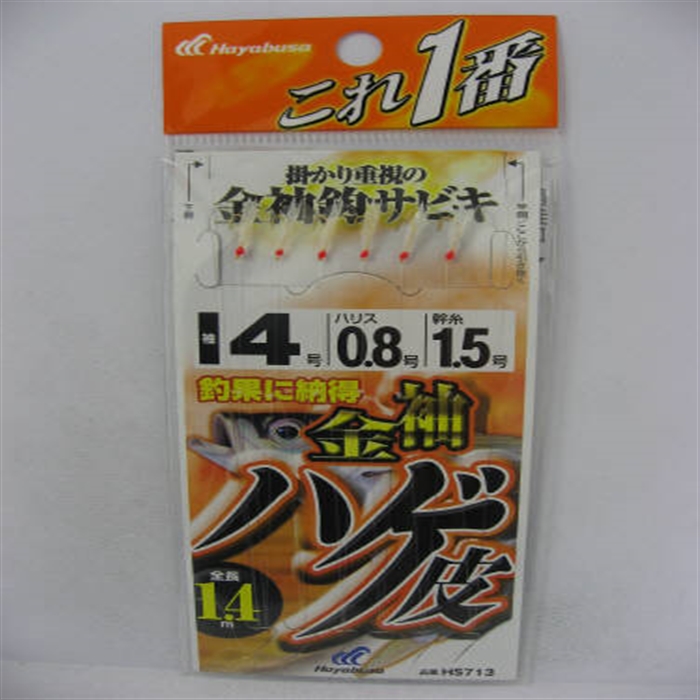 Hayabusa
これ1番
掛かり重視の
金袖鈎サビキ
袖 4号 ハリス 0.8号 幹糸 1.5号
釣果に納得
金袖
ハゲ皮
全長
1.4m
Hayabusa
品番 HS713